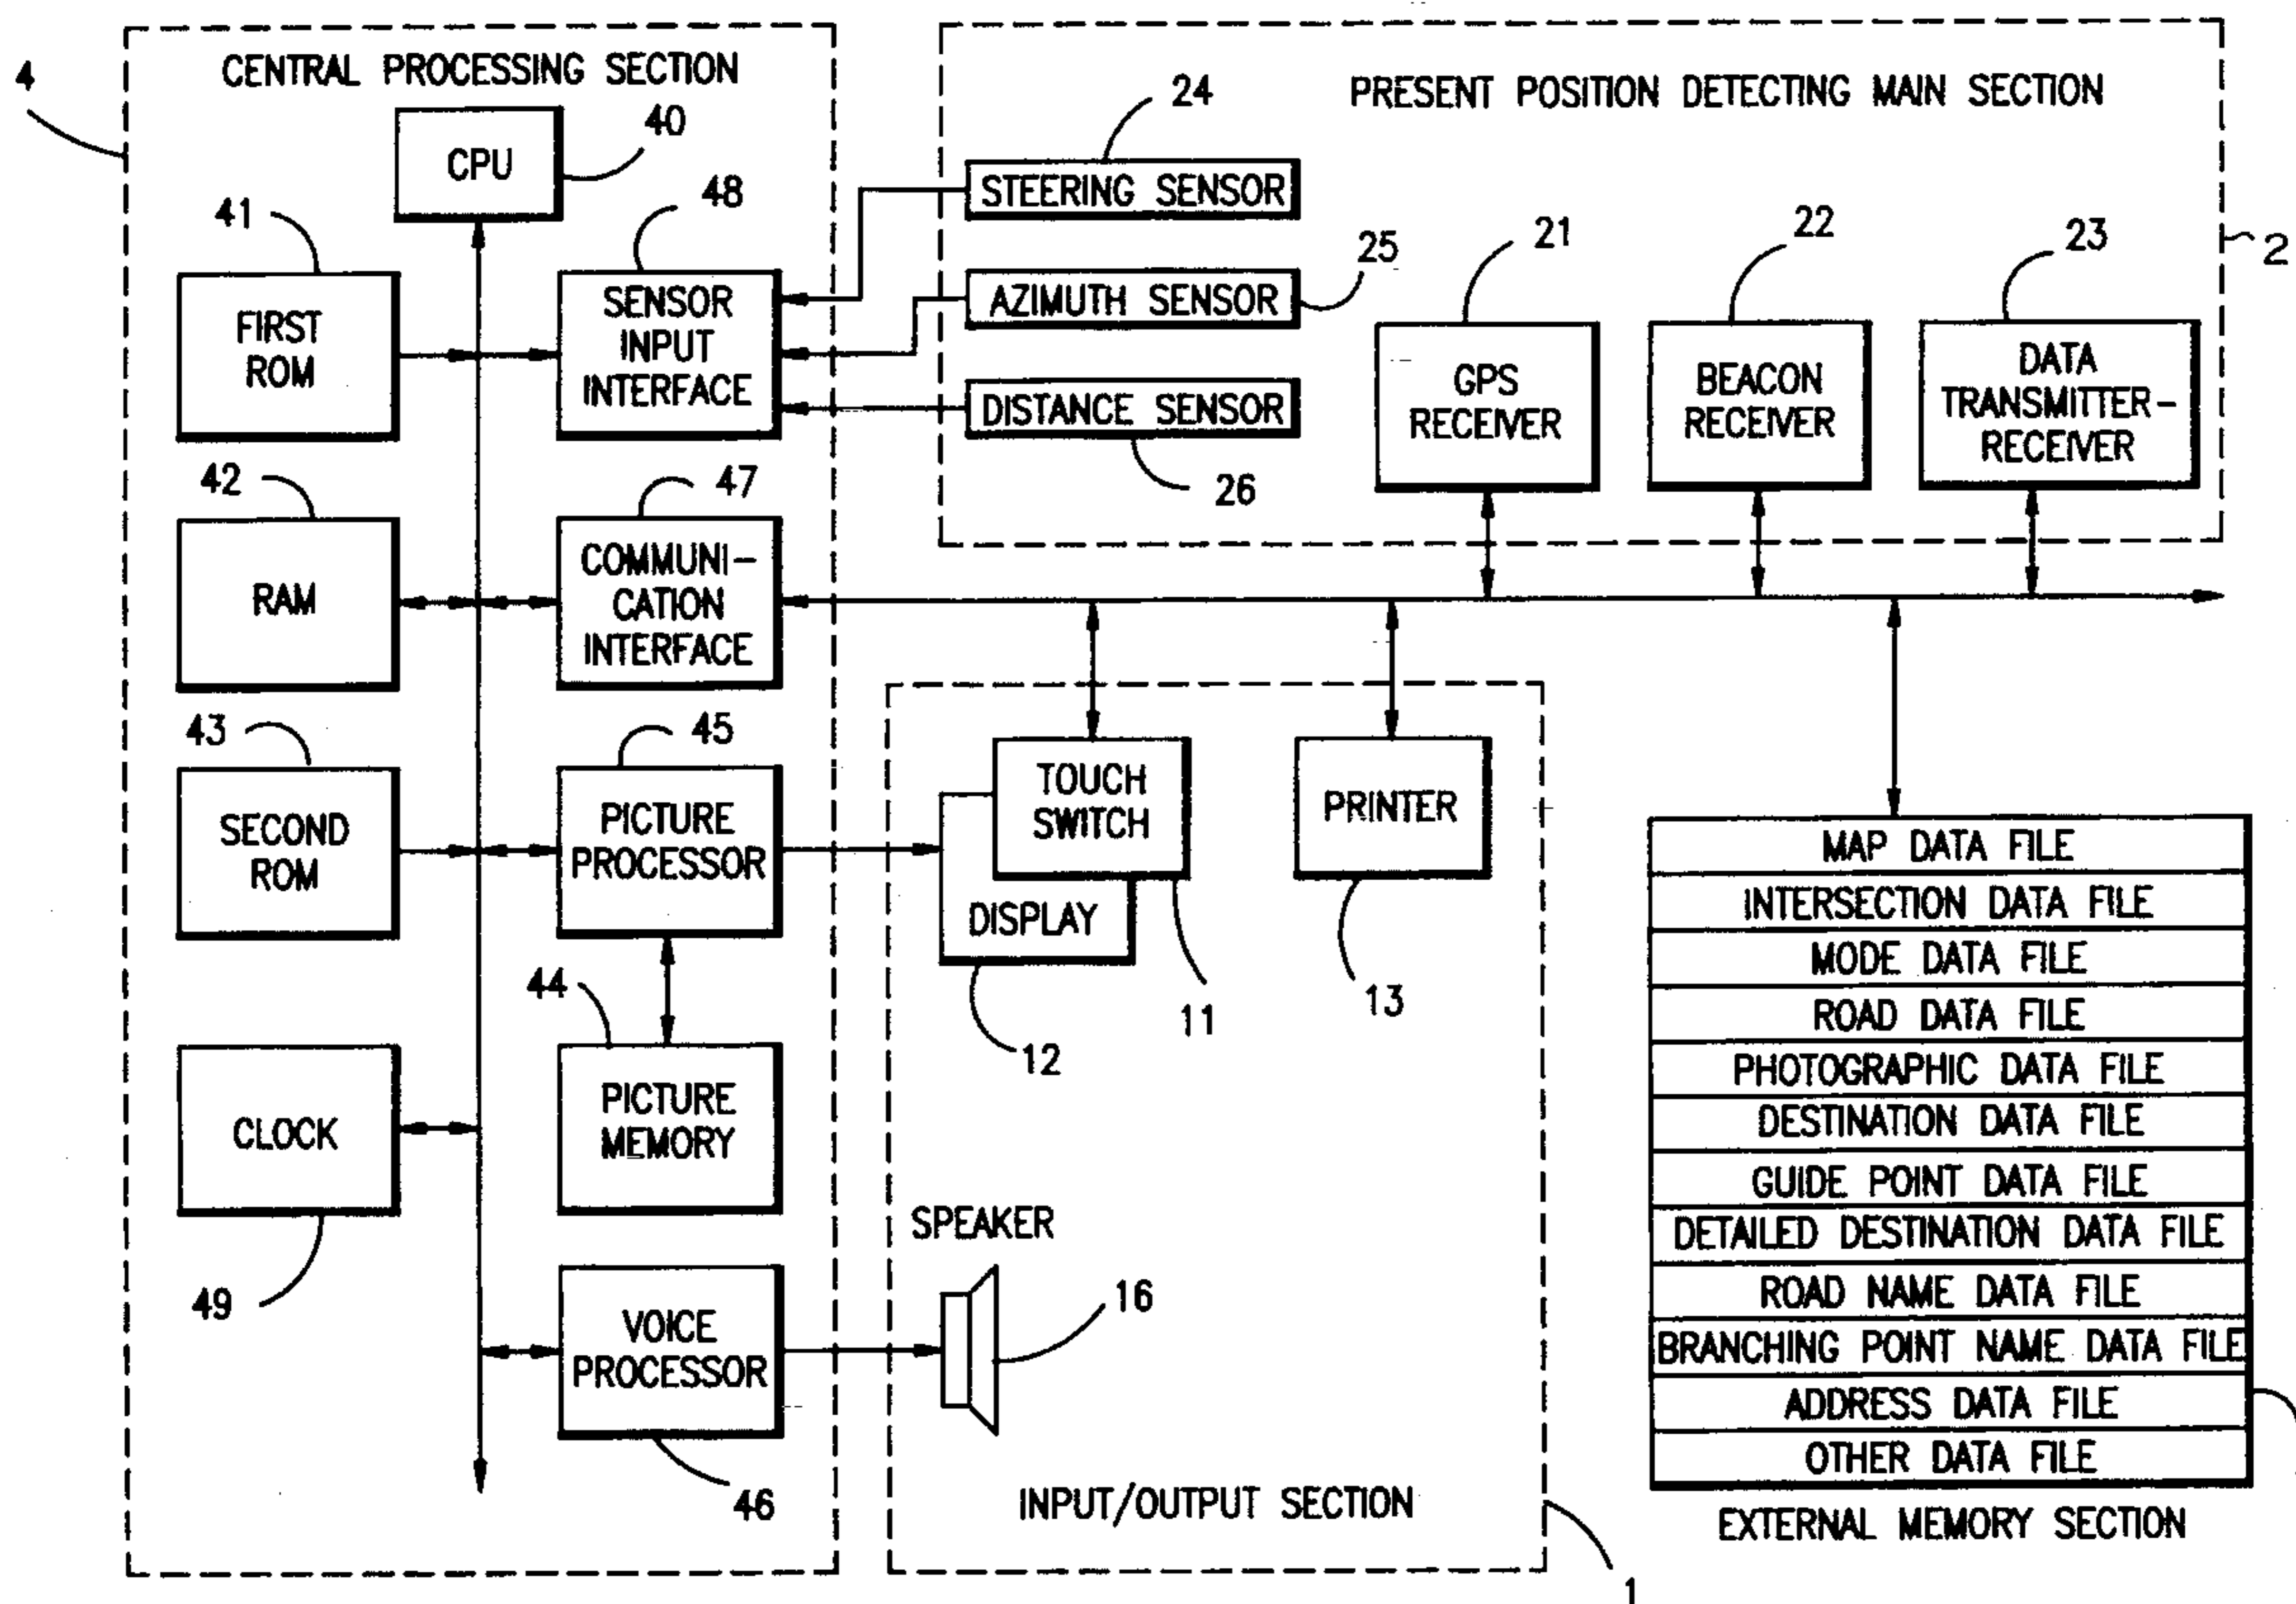 CENTRAL PROCESSING SECTION
4
CPU
40
41
FIRST
ROM
48
SENSOR
INPUT
INTERFACE
42
RAM
47
COMMUNI-
CATION
INTERFACE
43
SECOND
ROM
45
PICTURE
PROCESSOR
44
PICTURE
MEMORY
CLOCK
49
VOICE
PROCESSOR
46
PRESENT POSITION DETECTING MAIN SECTION
2
24
STEERING SENSOR
25
AZIMUTH SENSOR
DISTANCE SENSOR
26
21
GPS
RECEIVER
22
BEACON
RECEIVER
23
DATA
TRANSMITTER-
RECEIVER
TOUCH
SWITCH
11
DISPLAY
12
PRINTER
13
SPEAKER
16
INPUT/OUTPUT SECTION
1
MAP DATA FILE
INTERSECTION DATA FILE
MODE DATA FILE
ROAD DATA FILE
PHOTOGRAPHIC DATA FILE
DESTINATION DATA FILE
GUIDE POINT DATA FILE
DETAILED DESTINATION DATA FILE
ROAD NAME DATA FILE
BRANCHING POINT NAME DATA FILE
ADDRESS DATA FILE
OTHER DATA FILE
EXTERNAL MEMORY SECTION